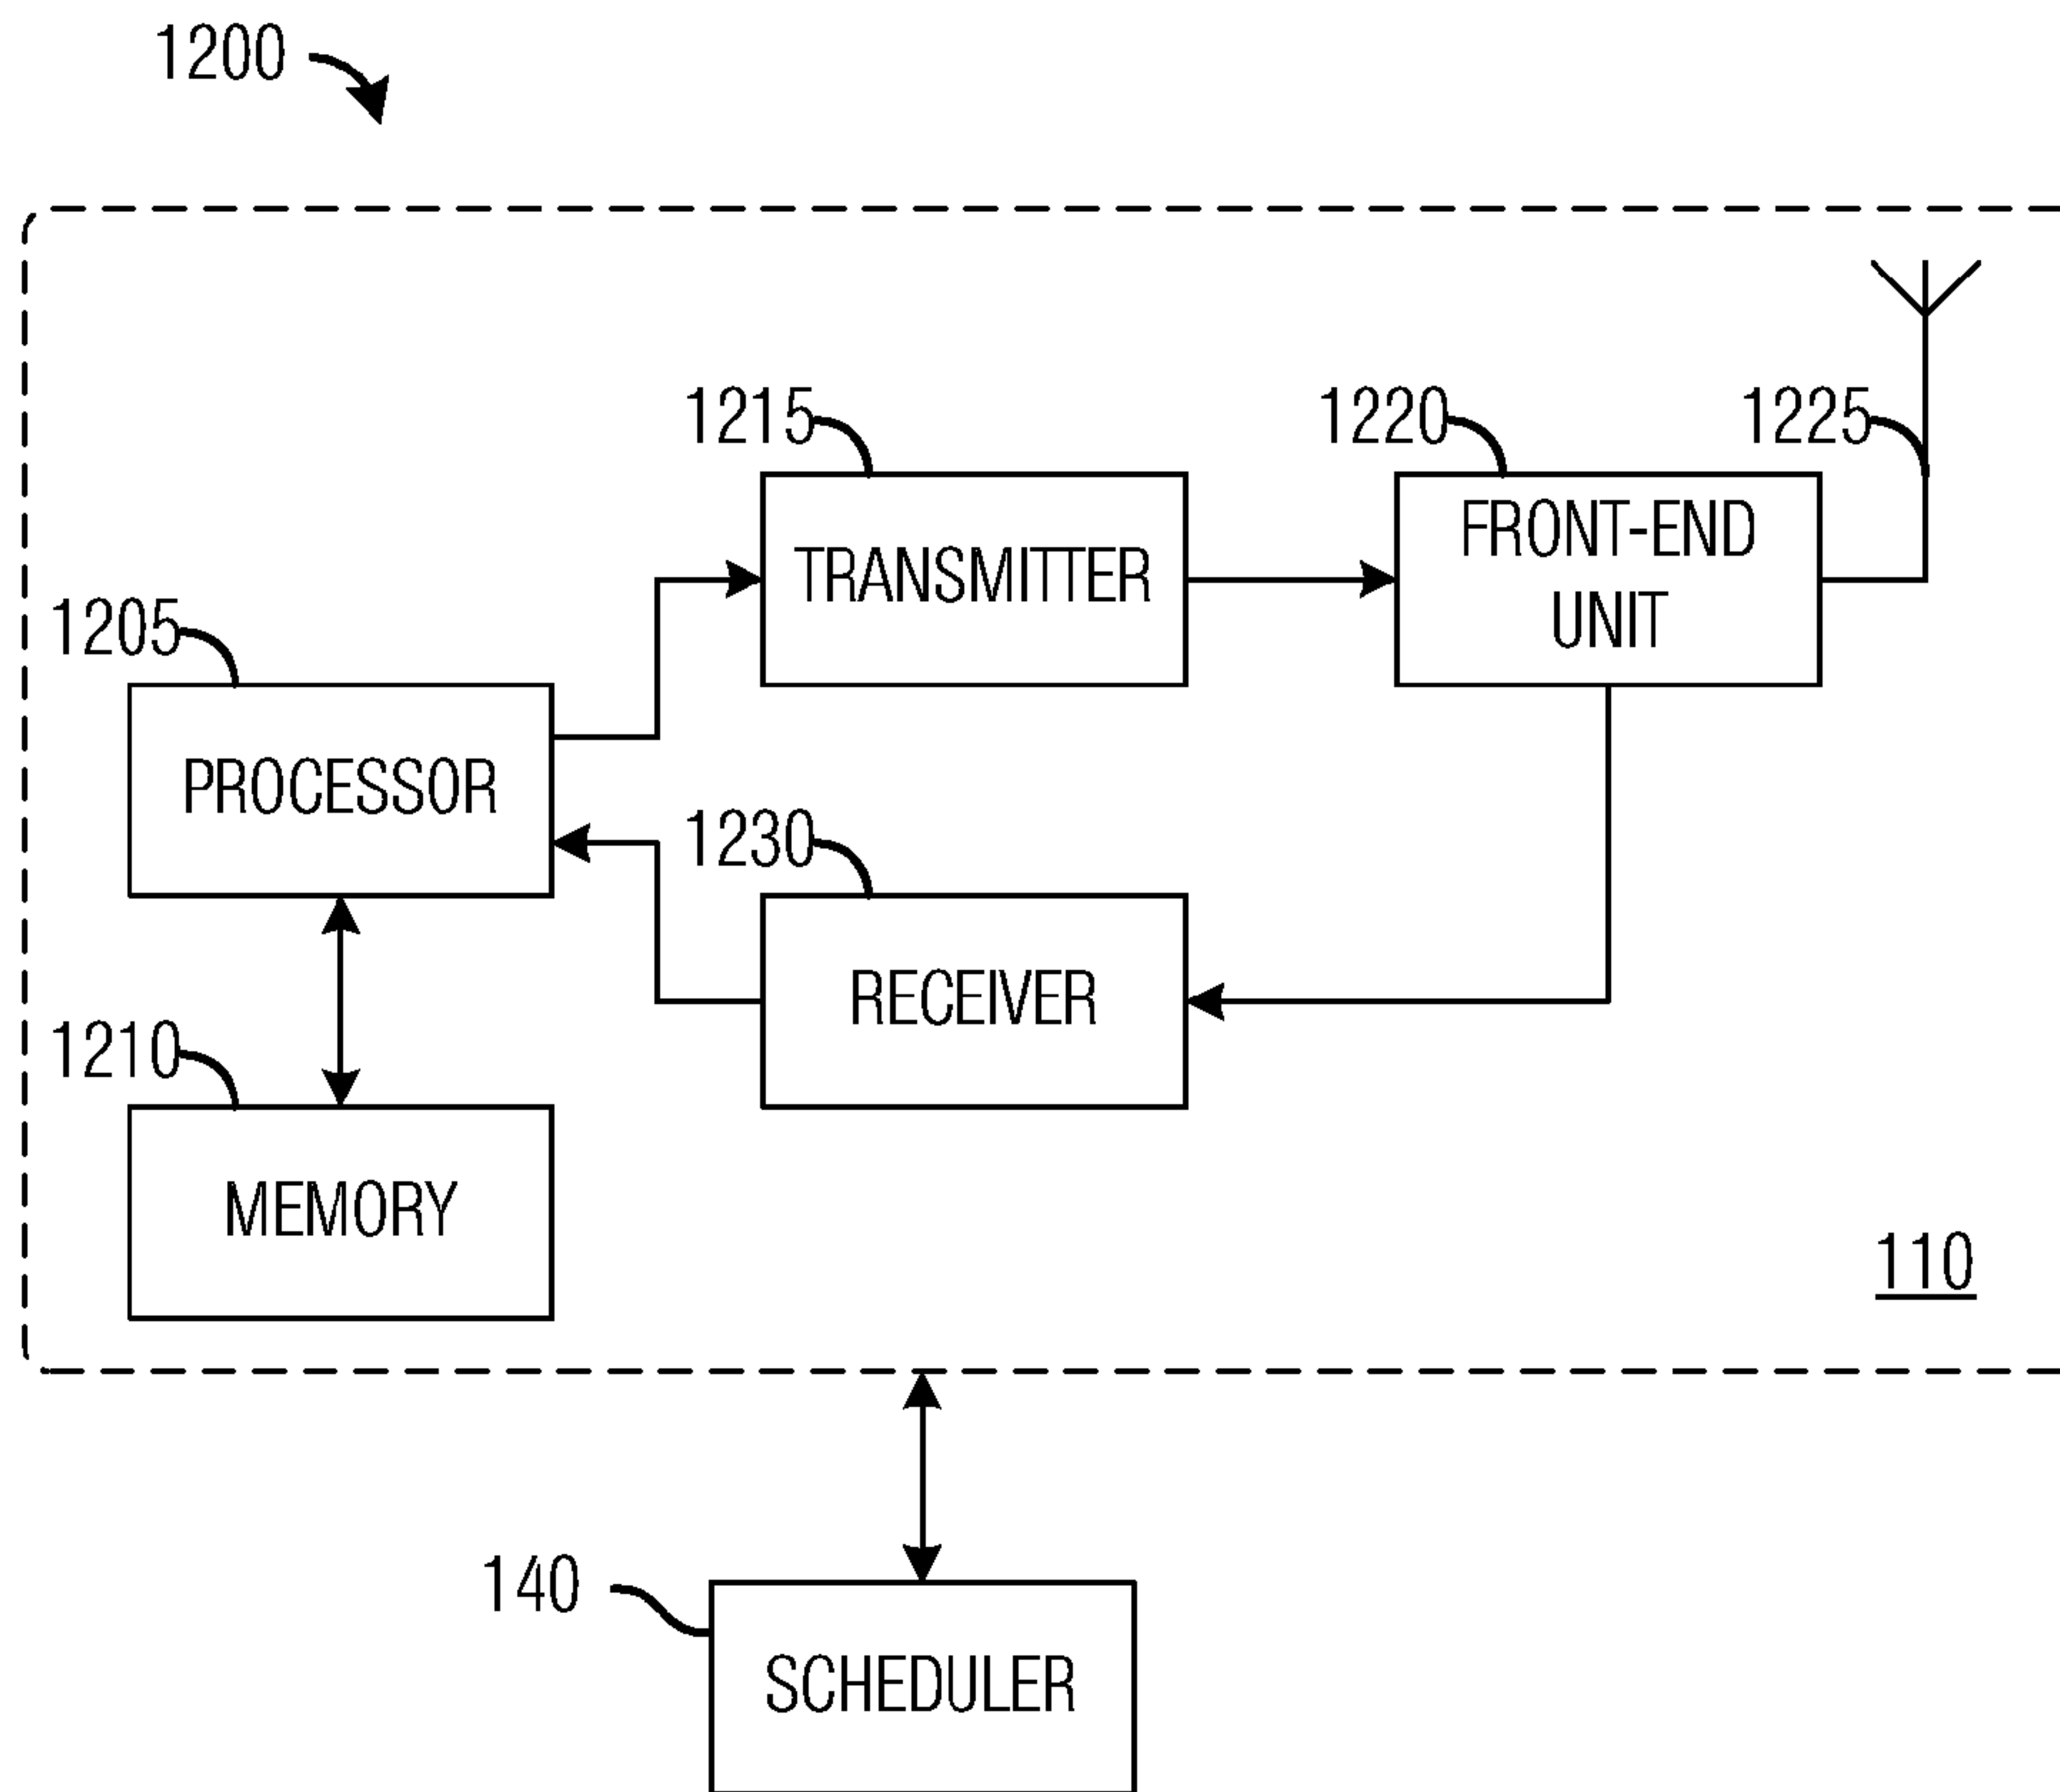 1200
1215
1220
1225
TRANSMITTER
FRONT-END
UNIT
1205
PROCESSOR
1230
RECEIVER
1210
MEMORY
110
140
SCHEDULER